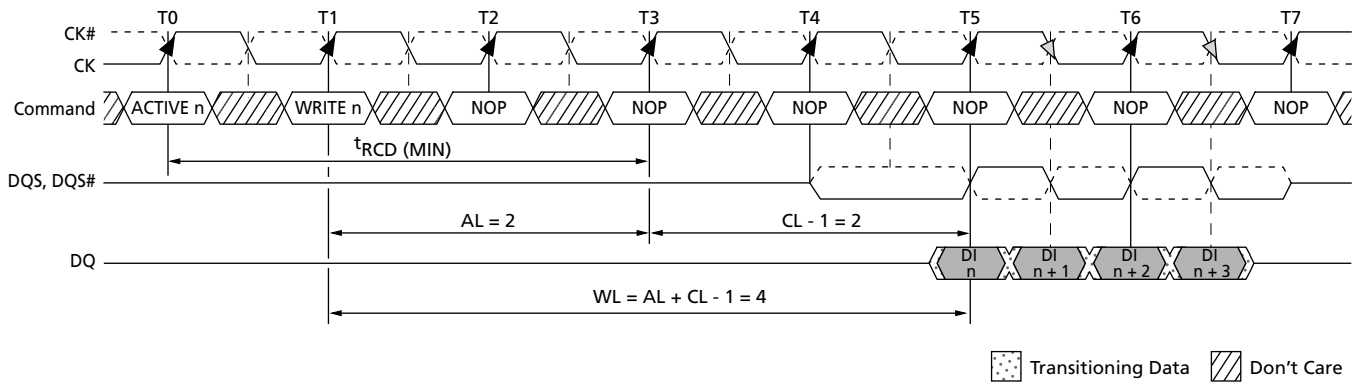 T0 T1 T2 T3 T4 T5 T6 T7
CK#
CK
Command ACTIVE n WRITE n NOP NOP NOP NOP NOP NOP
tRCD (MIN)
DQS, DQS#
AL = 2 CL - 1 = 2
DQ DI n DI n + 1 DI n + 2 DI n + 3
WL = AL + CL - 1 = 4
Transitioning Data Don't Care